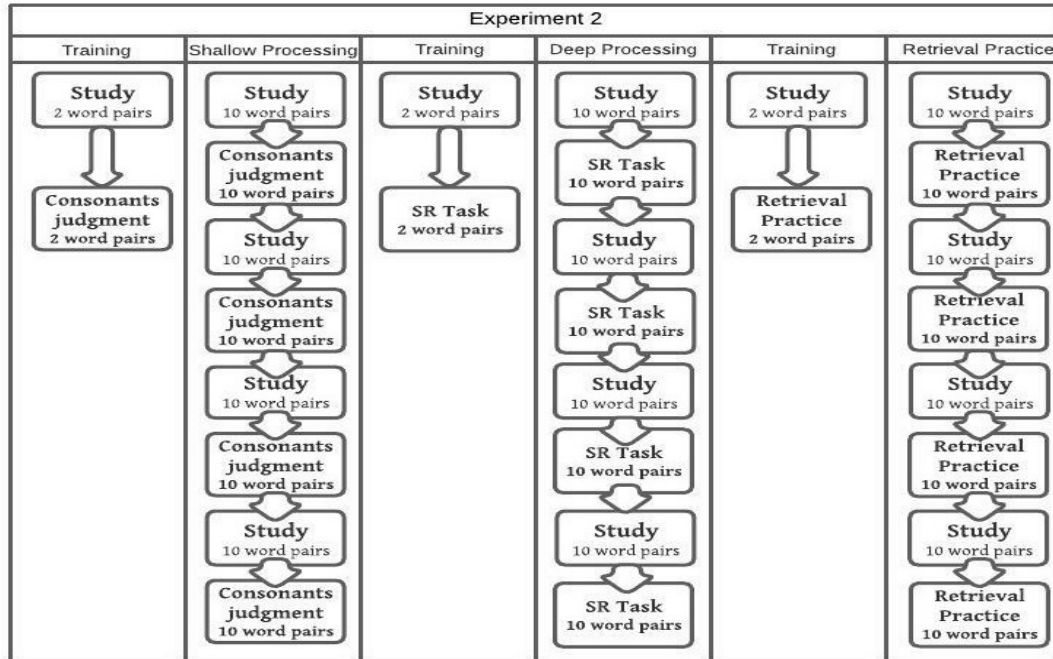 Experiment 2
Training
Shallow Processing
Training
Deep Processing
Training
Retrieval Practice
Study
2 word pairs
Consonants
judgment
2 word pairs
Study
10 word pairs
Consonants
judgment
10 word pairs
Study
10 word pairs
Consonants
judgment
10 word pairs
Study
10 word pairs
Consonants
judgment
10 word pairs
Study
10 word pairs
Consonants
judgment
10 word pairs
Study
2 word pairs
SR Task
2 word pairs
Study
10 word pairs
SR Task
10 word pairs
Study
10 word pairs
SR Task
10 word pairs
Study
10 word pairs
SR Task
10 word pairs
Study
10 word pairs
SR Task
10 word pairs
Study
2 word pairs
Retrieval
Practice
2 word pairs
Study
10 word pairs
Retrieval
Practice
10 word pairs
Study
10 word pairs
Retrieval
Practice
10 word pairs
Study
10 word pairs
Retrieval
Practice
10 word pairs
Study
10 word pairs
Retrieval
Practice
10 word pairs